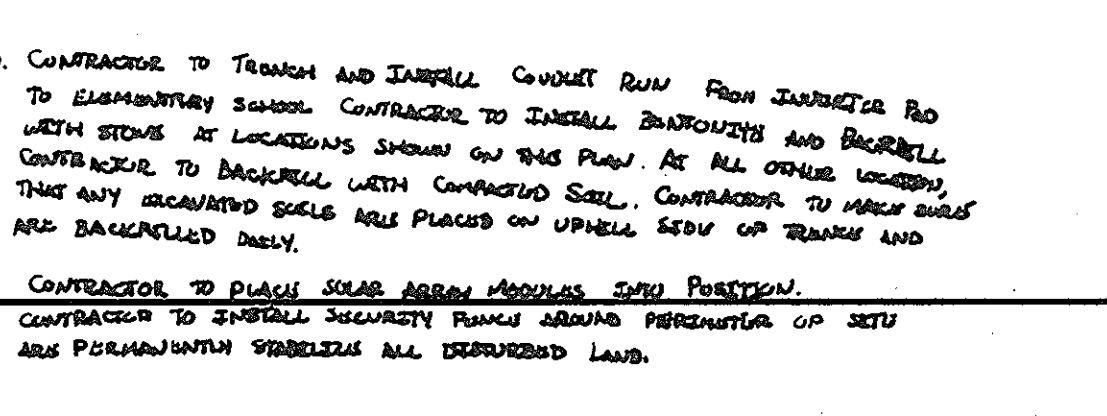 . CONTRACTOR TO TRENCH AND INSTALL CONDUIT RUN FROM INVERTER PAD
TO ELEMENTARY SCHOOL CONTRACTOR TO INSTALL BENTONITE AND BACKFILL
WITH STONE AT LOCATIONS SHOWN ON THIS PLAN. AT ALL OTHER LOCATION,
CONTRACTOR TO BACKFILL WITH COMPACTED SOIL. CONTRACTOR TO MAKE SURE
THAT ANY EXCAVATED SOILS ARE PLACED ON UPHILL SIDE OF TRENCH AND
ARE BACKFILLED DAILY.
CONTRACTOR TO PLACE SOLAR ARRAY MODULES INTO POSITION.
CONTRACTOR TO INSTALL SECURITY FENCE AROUND PERIMETER OF SITE
ARE PERMANENTLY STABILIZE ALL DISTURBED LAND.